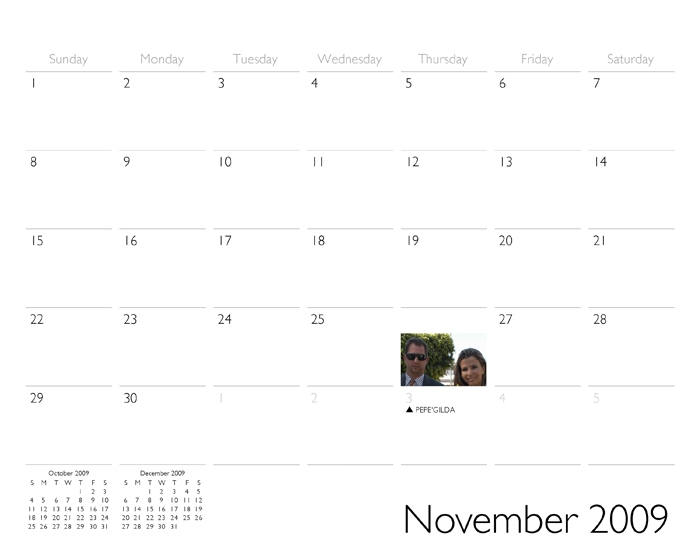 Sunday Monday Tuesday Wednesday Thursday Friday Saturday
1 2 3 4 5 6 7
8 9 10 11 12 13 14
15 16 17 18 19 20 21
22 23 24 25 27 28
29 30 1 2 3 4 5
▲ PEPE'GILDA
October 2009
S M T W T F S
1 2 3
4 5 6 7 8 9 10
11 12 13 14 15 16 17
18 19 20 21 22 23 24
25 26 27 28 29 30 31
December 2009
S M T W T F S
1 2 3 4 5
6 7 8 9 10 11 12
13 14 15 16 17 18 19
20 21 22 23 24 25 26
27 28 29 30 31
November 2009